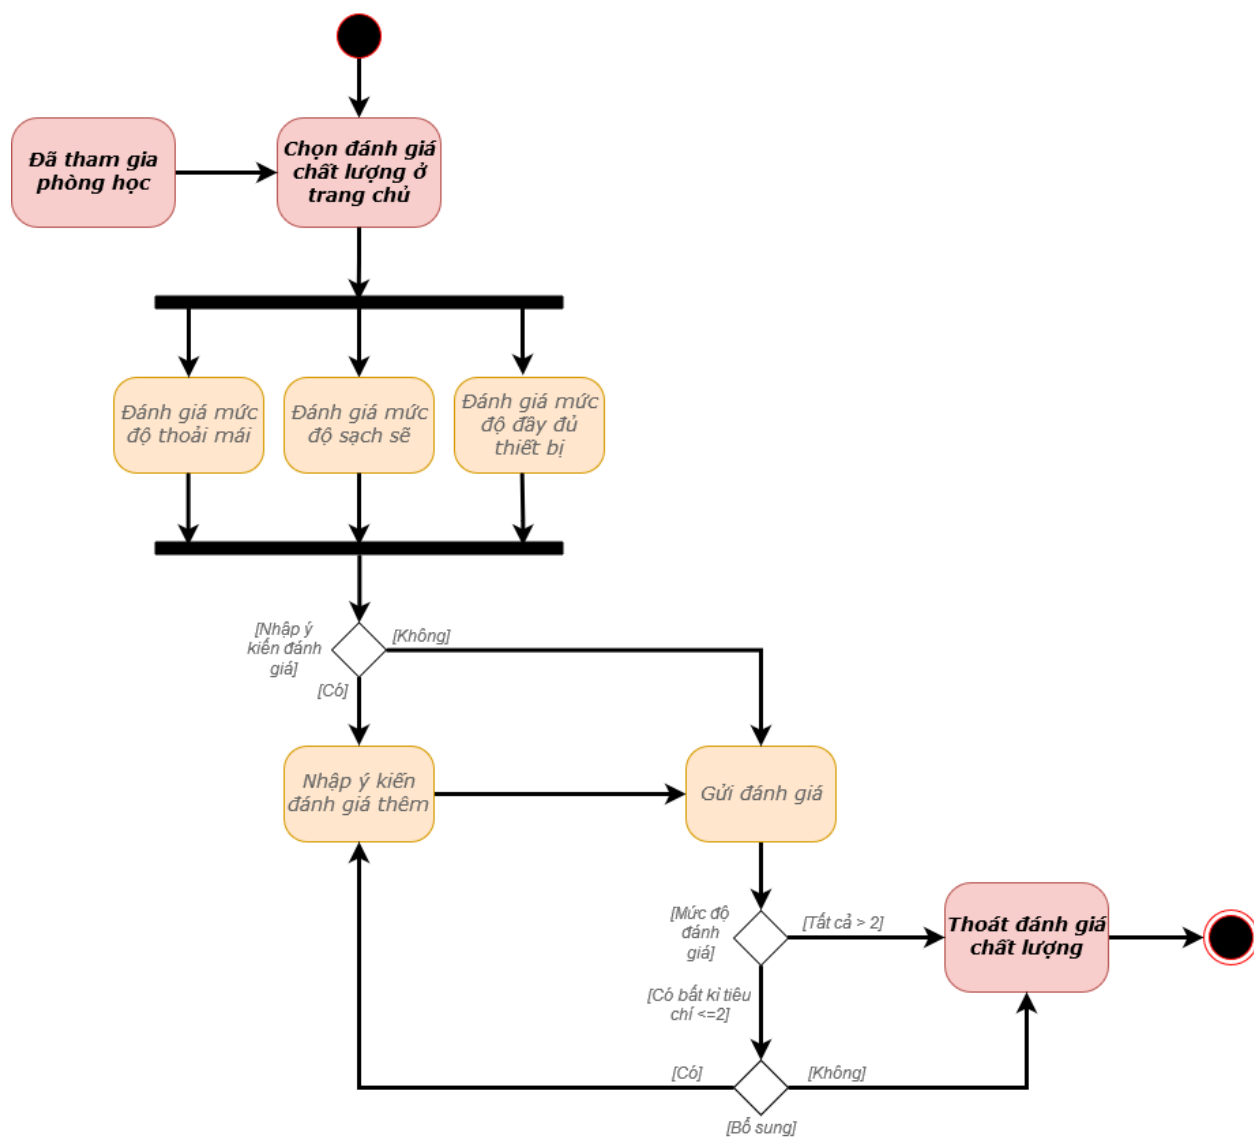 Đã tham gia
phòng học
Chọn đánh giá
chất lượng ở
trang chủ
Đánh giá mức
độ thoải mái
Đánh giá mức
độ sạch sẽ
Đánh giá mức
độ đầy đủ
thiết bị
[Nhập ý
kiến đánh
giá]
[Không]
[Có]
Nhập ý kiến
đánh giá thêm
Gửi đánh giá
[Mức độ
đánh
giá]
[Tất cả > 2]
Thoát đánh giá
chất lượng
[Có bất kì tiêu
chí <=2]
[Có]
[Không]
[Bổ sung]